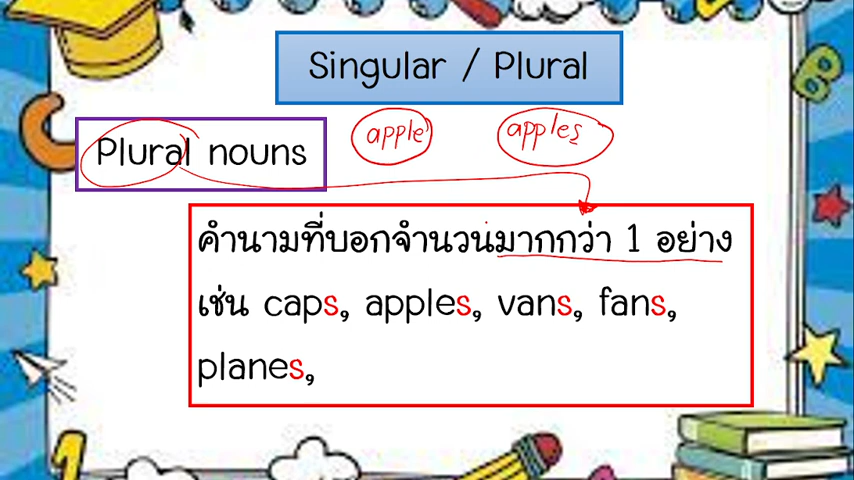 Singular / Plural
Plural nouns
apple
apples
คำนามที่บอกจำนวนมากกว่า 1 อย่าง
เช่น caps, apples, vans, fans,
planes,